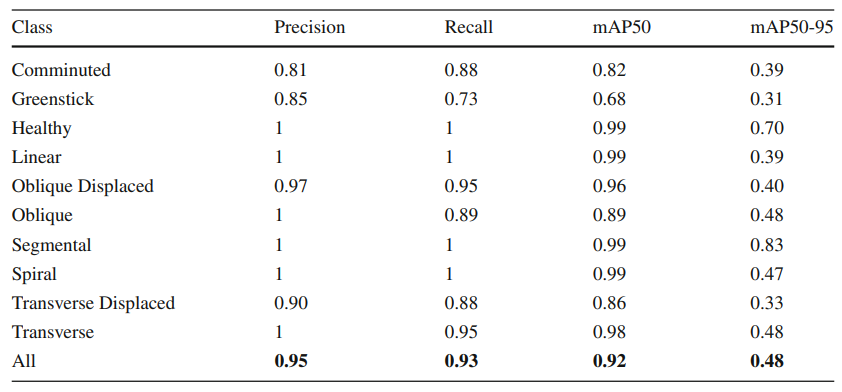 Class Precision Recall mAP50 mAP50-95
Comminuted 0.81 0.88 0.82 0.39
Greenstick 0.85 0.73 0.68 0.31
Healthy 1 1 0.99 0.70
Linear 1 1 0.99 0.39
Oblique Displaced 0.97 0.95 0.96 0.40
Oblique 1 0.89 0.89 0.48
Segmental 1 1 0.99 0.83
Spiral 1 1 0.99 0.47
Transverse Displaced 0.90 0.88 0.86 0.33
Transverse 1 0.95 0.98 0.48
All 0.95 0.93 0.92 0.48